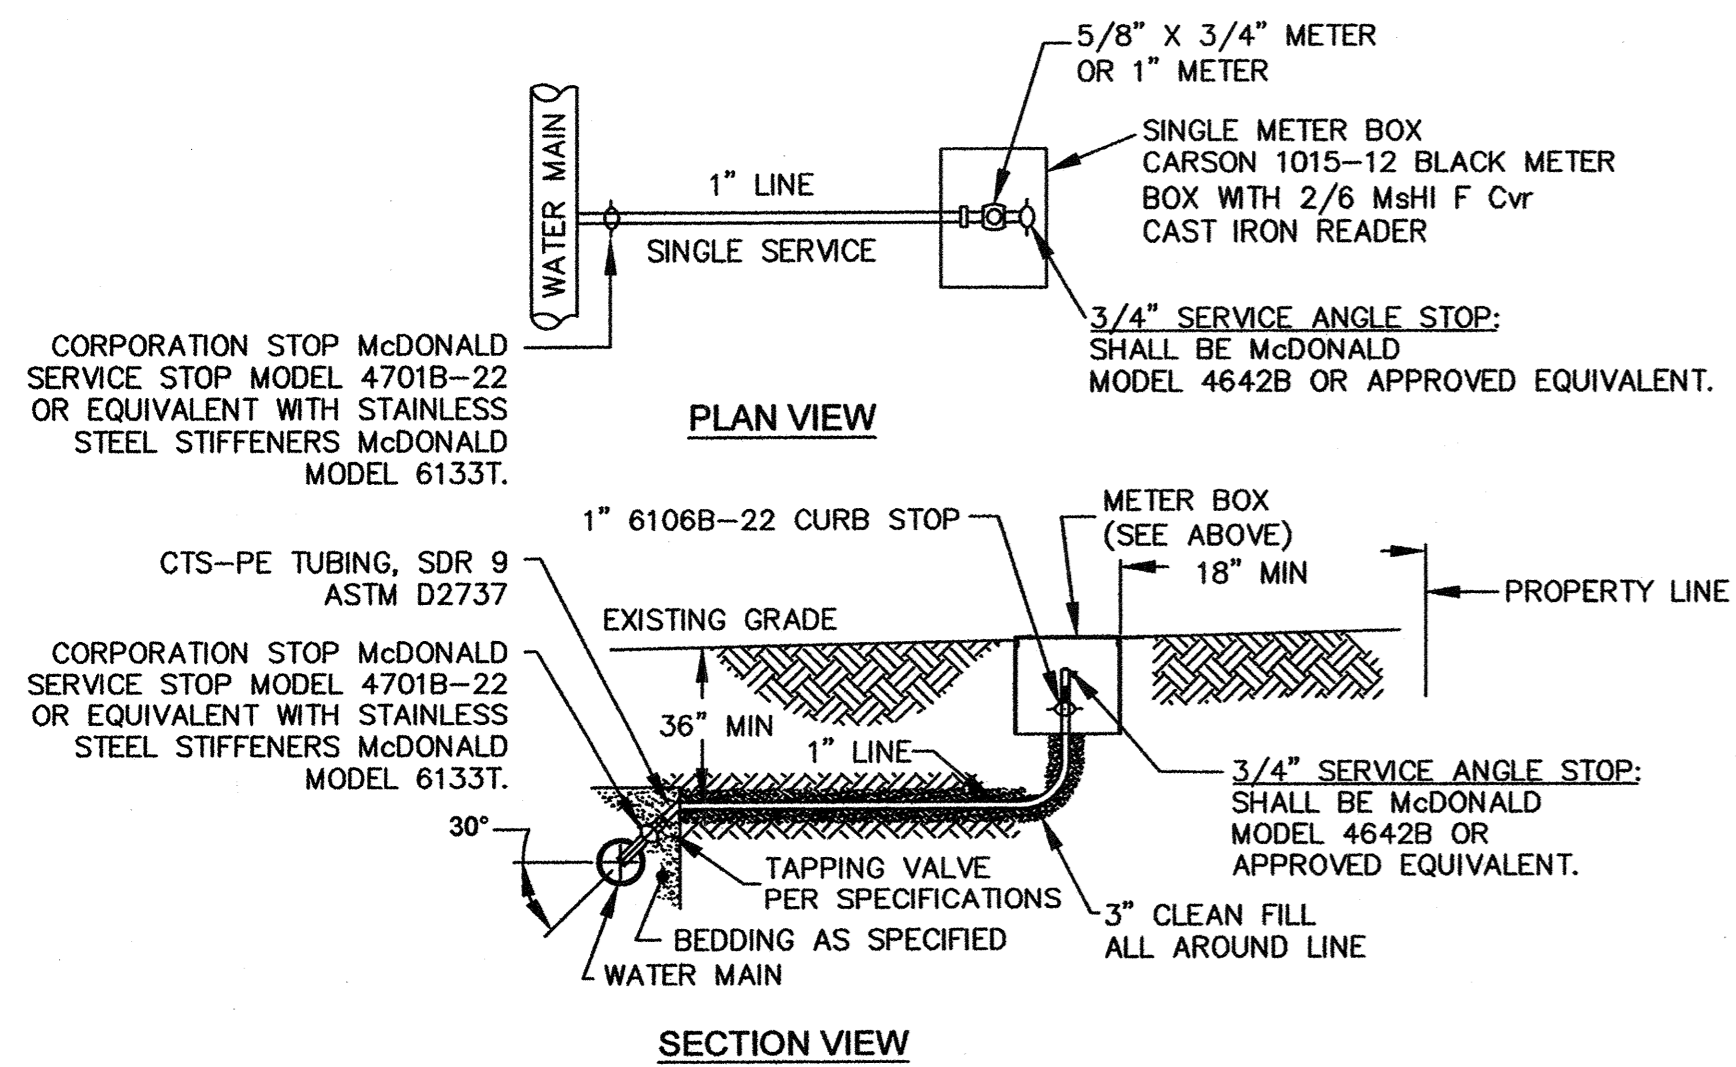 5/8" X 3/4" METER
OR 1" METER
SINGLE METER BOX
CARSON 1015-12 BLACK METER
BOX WITH 2/6 MsHI F Cvr
CAST IRON READER
WATER MAIN
1" LINE
SINGLE SERVICE
3/4" SERVICE ANGLE STOP:
SHALL BE McDONALD
MODEL 4642B OR APPROVED EQUIVALENT.
CORPORATION STOP McDONALD
SERVICE STOP MODEL 4701B-22
OR EQUIVALENT WITH STAINLESS
STEEL STIFFENERS McDONALD
MODEL 6133T.
PLAN VIEW
1" 6106B-22 CURB STOP
METER BOX
(SEE ABOVE)
18" MIN
PROPERTY LINE
CTS-PE TUBING, SDR 9
ASTM D2737
EXISTING GRADE
CORPORATION STOP McDONALD
SERVICE STOP MODEL 4701B-22
OR EQUIVALENT WITH STAINLESS
STEEL STIFFENERS McDONALD
MODEL 6133T.
36" MIN
1" LINE
3/4" SERVICE ANGLE STOP:
SHALL BE McDONALD
MODEL 4642B OR
APPROVED EQUIVALENT.
30°
TAPPING VALVE
PER SPECIFICATIONS
3" CLEAN FILL
ALL AROUND LINE
BEDDING AS SPECIFIED
WATER MAIN
SECTION VIEW